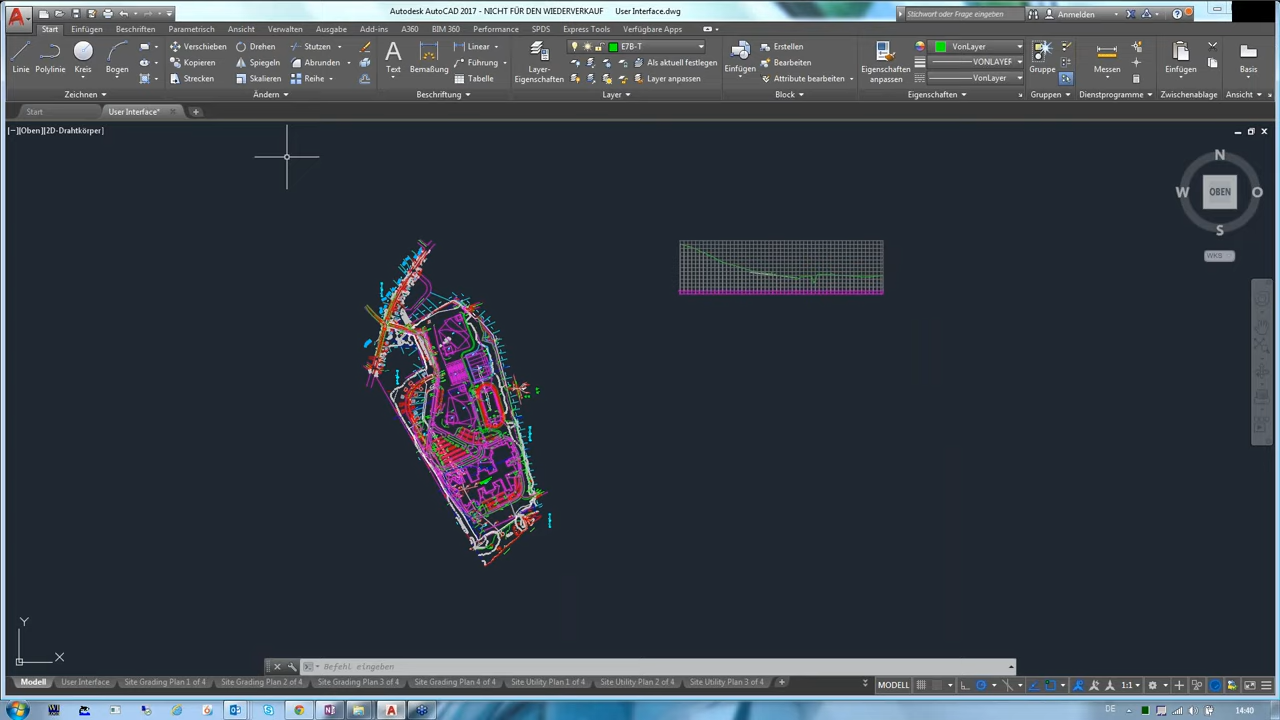 Autodesk AutoCAD 2017 - NICHT FÜR DEN WIEDERVERKAUF User Interface.dwg
Stichwort oder Frage eingeben
Anmelden
Start Einfügen Beschriften Parametrisch Ansicht Verwalten Ausgabe Add-Ins A360 BIM 360 Performance SPDS Express Tools Verfügbare Apps
Linie Polylinie Kreis Bogen
Verschieben Drehen Stutzen
Kopieren Spiegeln Abrunden
Strecken Skalieren Reihe
Text Bemaßung
Linear
Führung
Tabelle
Layer-
Eigenschaften
E7B-T
Als aktuell festlegen
Layer anpassen
Einfügen
Erstellen
Bearbeiten
Attribute bearbeiten
Eigenschaften
anpassen
VonLayer
VONLAYEF
VonLayer
Gruppe
Messen
Einfügen
Basis
Zeichnen Ändern Beschriftung Layer Block Eigenschaften Gruppen Dienstprogramme Zwischenablage Ansicht
Start User Interface*
[−][Oben][2D-Drahtkörper]
N
W OBEN O
S
WKS
Y
X
Befehl eingeben
Modell User Interface Site Grading Plan 1 of 4 Site Grading Plan 2 of 4 Site Grading Plan 3 of 4 Site Grading Plan 4 of 4 Site Utility Plan 1 of 4 Site Utility Plan 2 of 4 Site Utility Plan 3 of 4
MODELL 1:1
DE 14:40